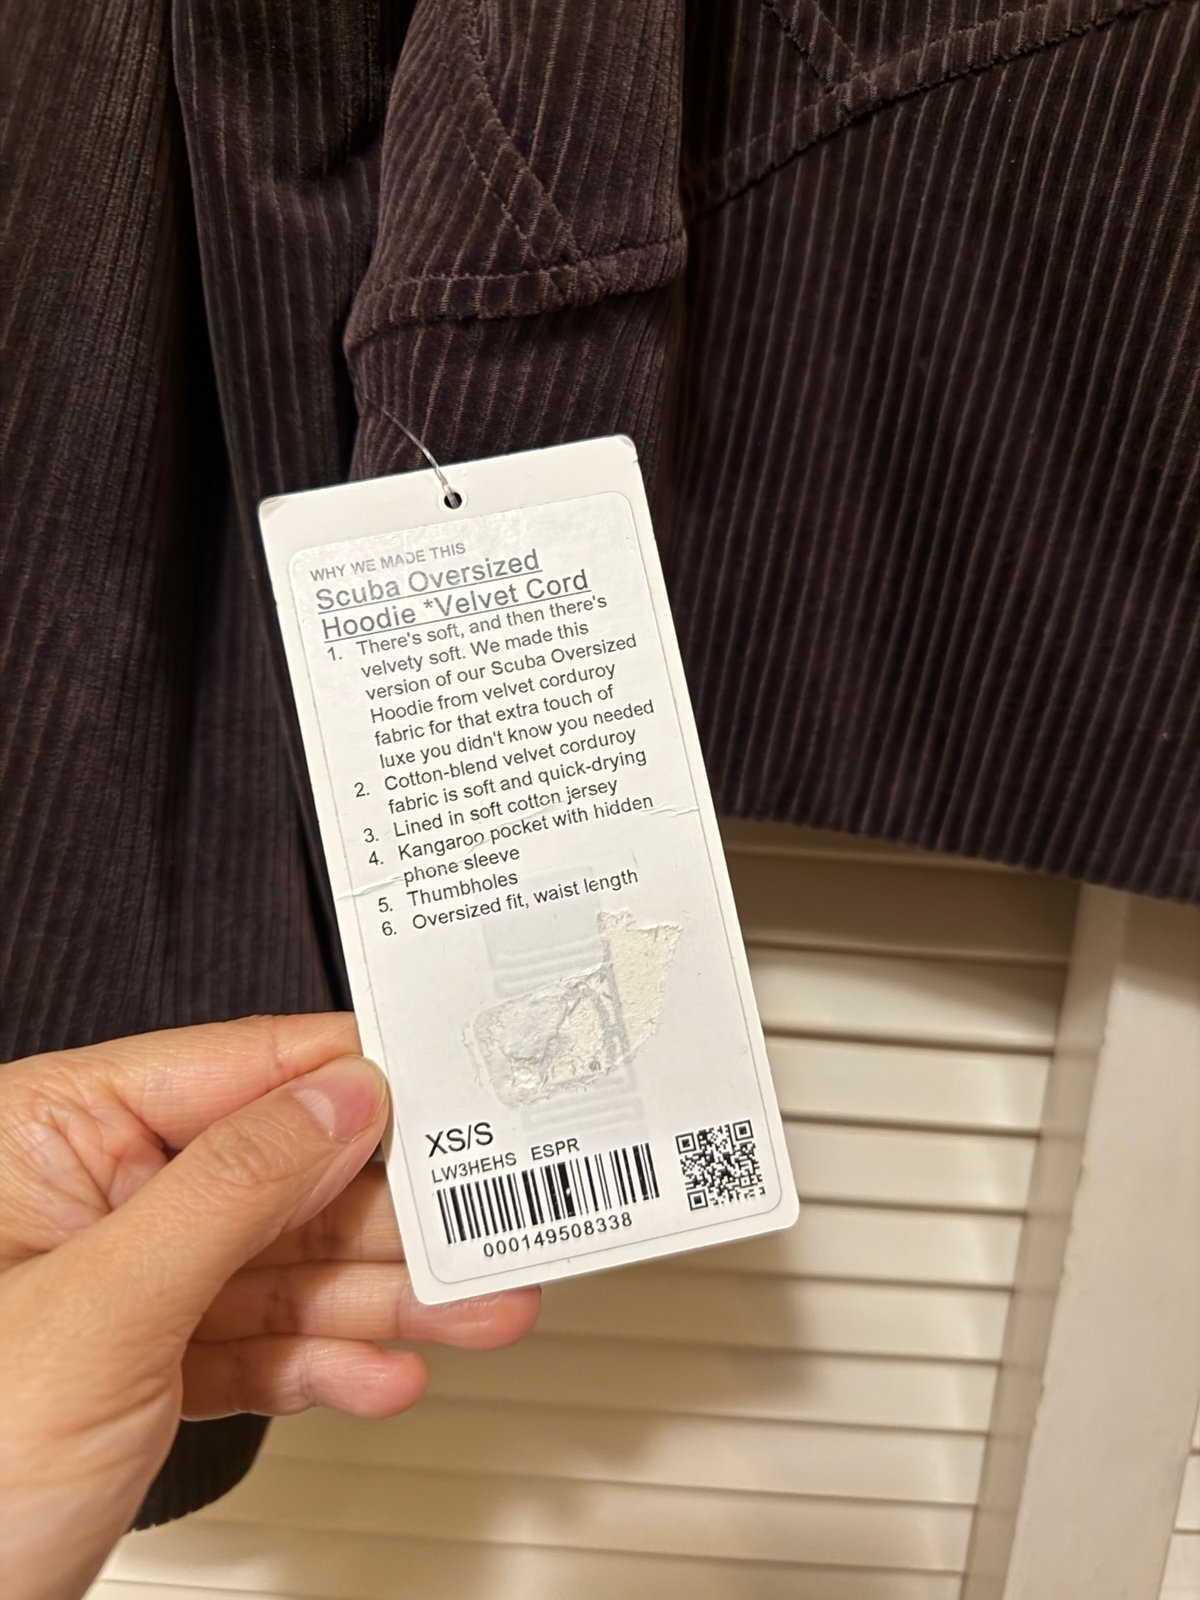 WHY WE MADE THIS
Scuba Oversized
Hoodie *Velvet Cord
1. There's soft, and then there's
velvety soft. We made this
version of our Scuba Oversized
Hoodie from velvet corduroy
fabric for that extra touch of
luxe you didn't know you needed
2. Cotton-blend velvet corduroy
fabric is soft and quick-drying
3. Lined in soft cotton jersey
4. Kangaroo pocket with hidden
phone sleeve
5. Thumbholes
6. Oversized fit, waist length
XS/S
LW3HEHS ESPR
000149508338